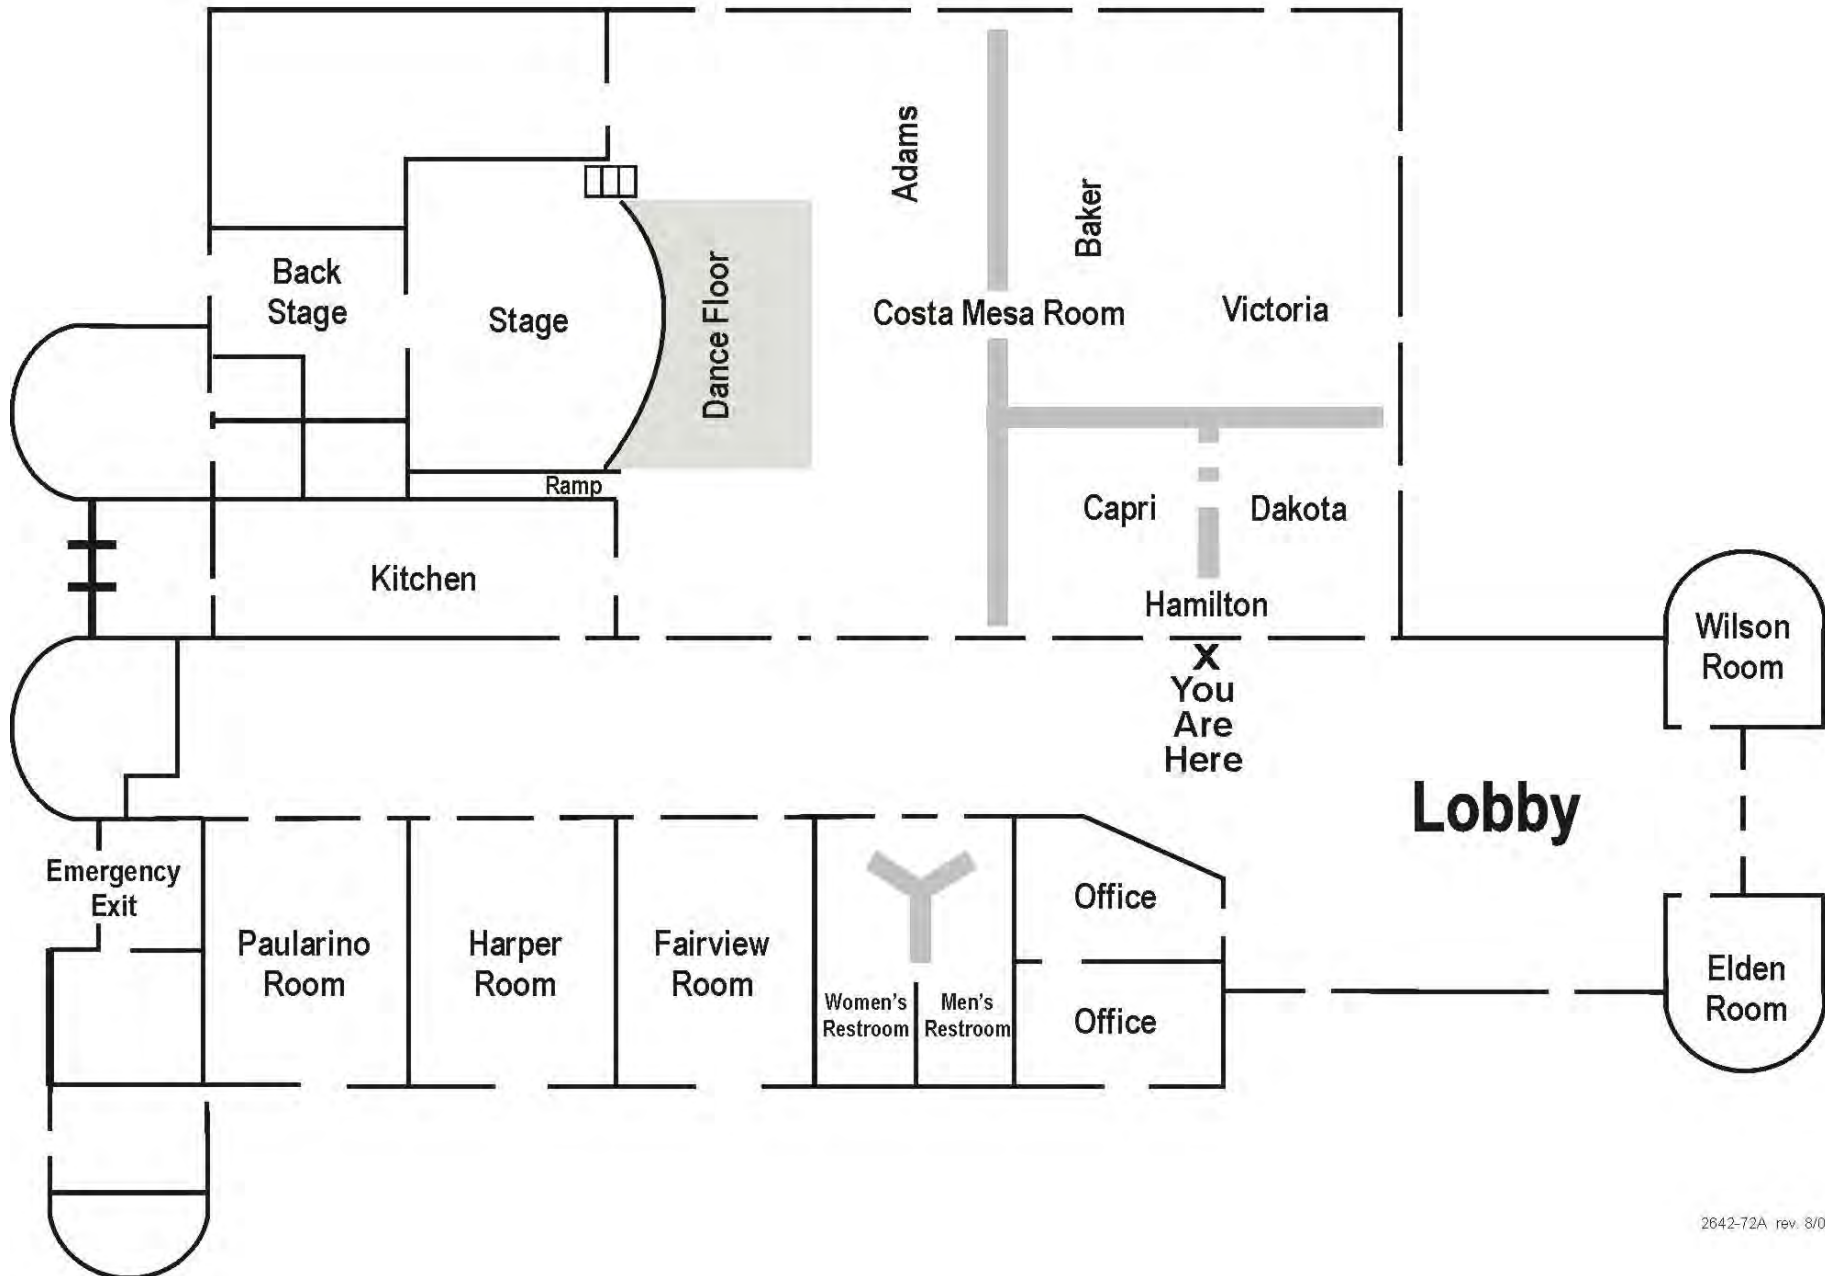 Adams
Baker
Back
Stage
Stage
Dance Floor
Costa Mesa Room
Victoria
Ramp
Capri
Dakota
Kitchen
Hamilton
Wilson
Room
X
You
Are
Here
Lobby
Emergency
Exit
Paularino
Room
Harper
Room
Fairview
Room
Women's
Restroom
Men's
Restroom
Office
Office
Elden
Room
2642-72A rev. 8/0